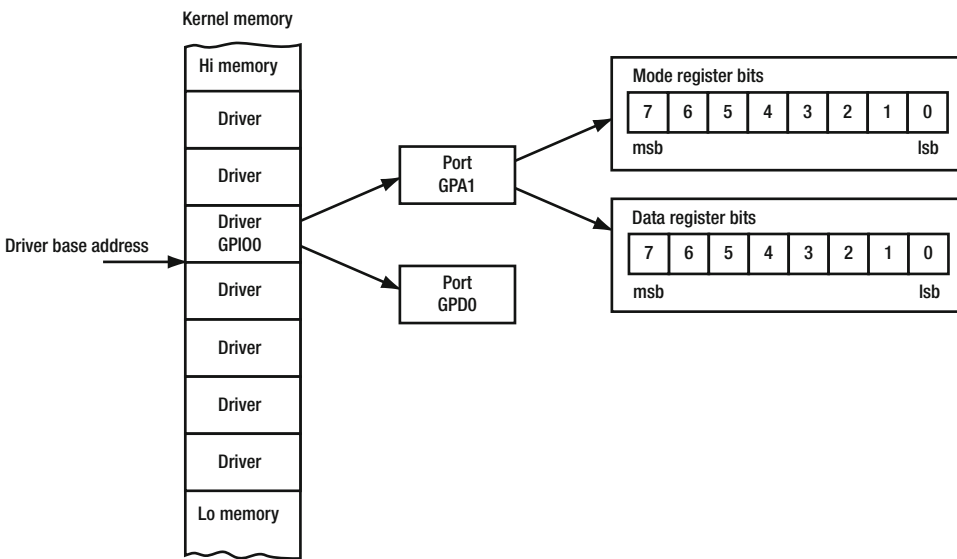 Kernel memory
Hi memory
Driver
Driver
Driver
GPIO0
Driver base address
Driver
Driver
Driver
Driver
Lo memory
Port
GPA1
Port
GPD0
Mode register bits
7 6 5 4 3 2 1 0
msb lsb
Data register bits
7 6 5 4 3 2 1 0
msb lsb